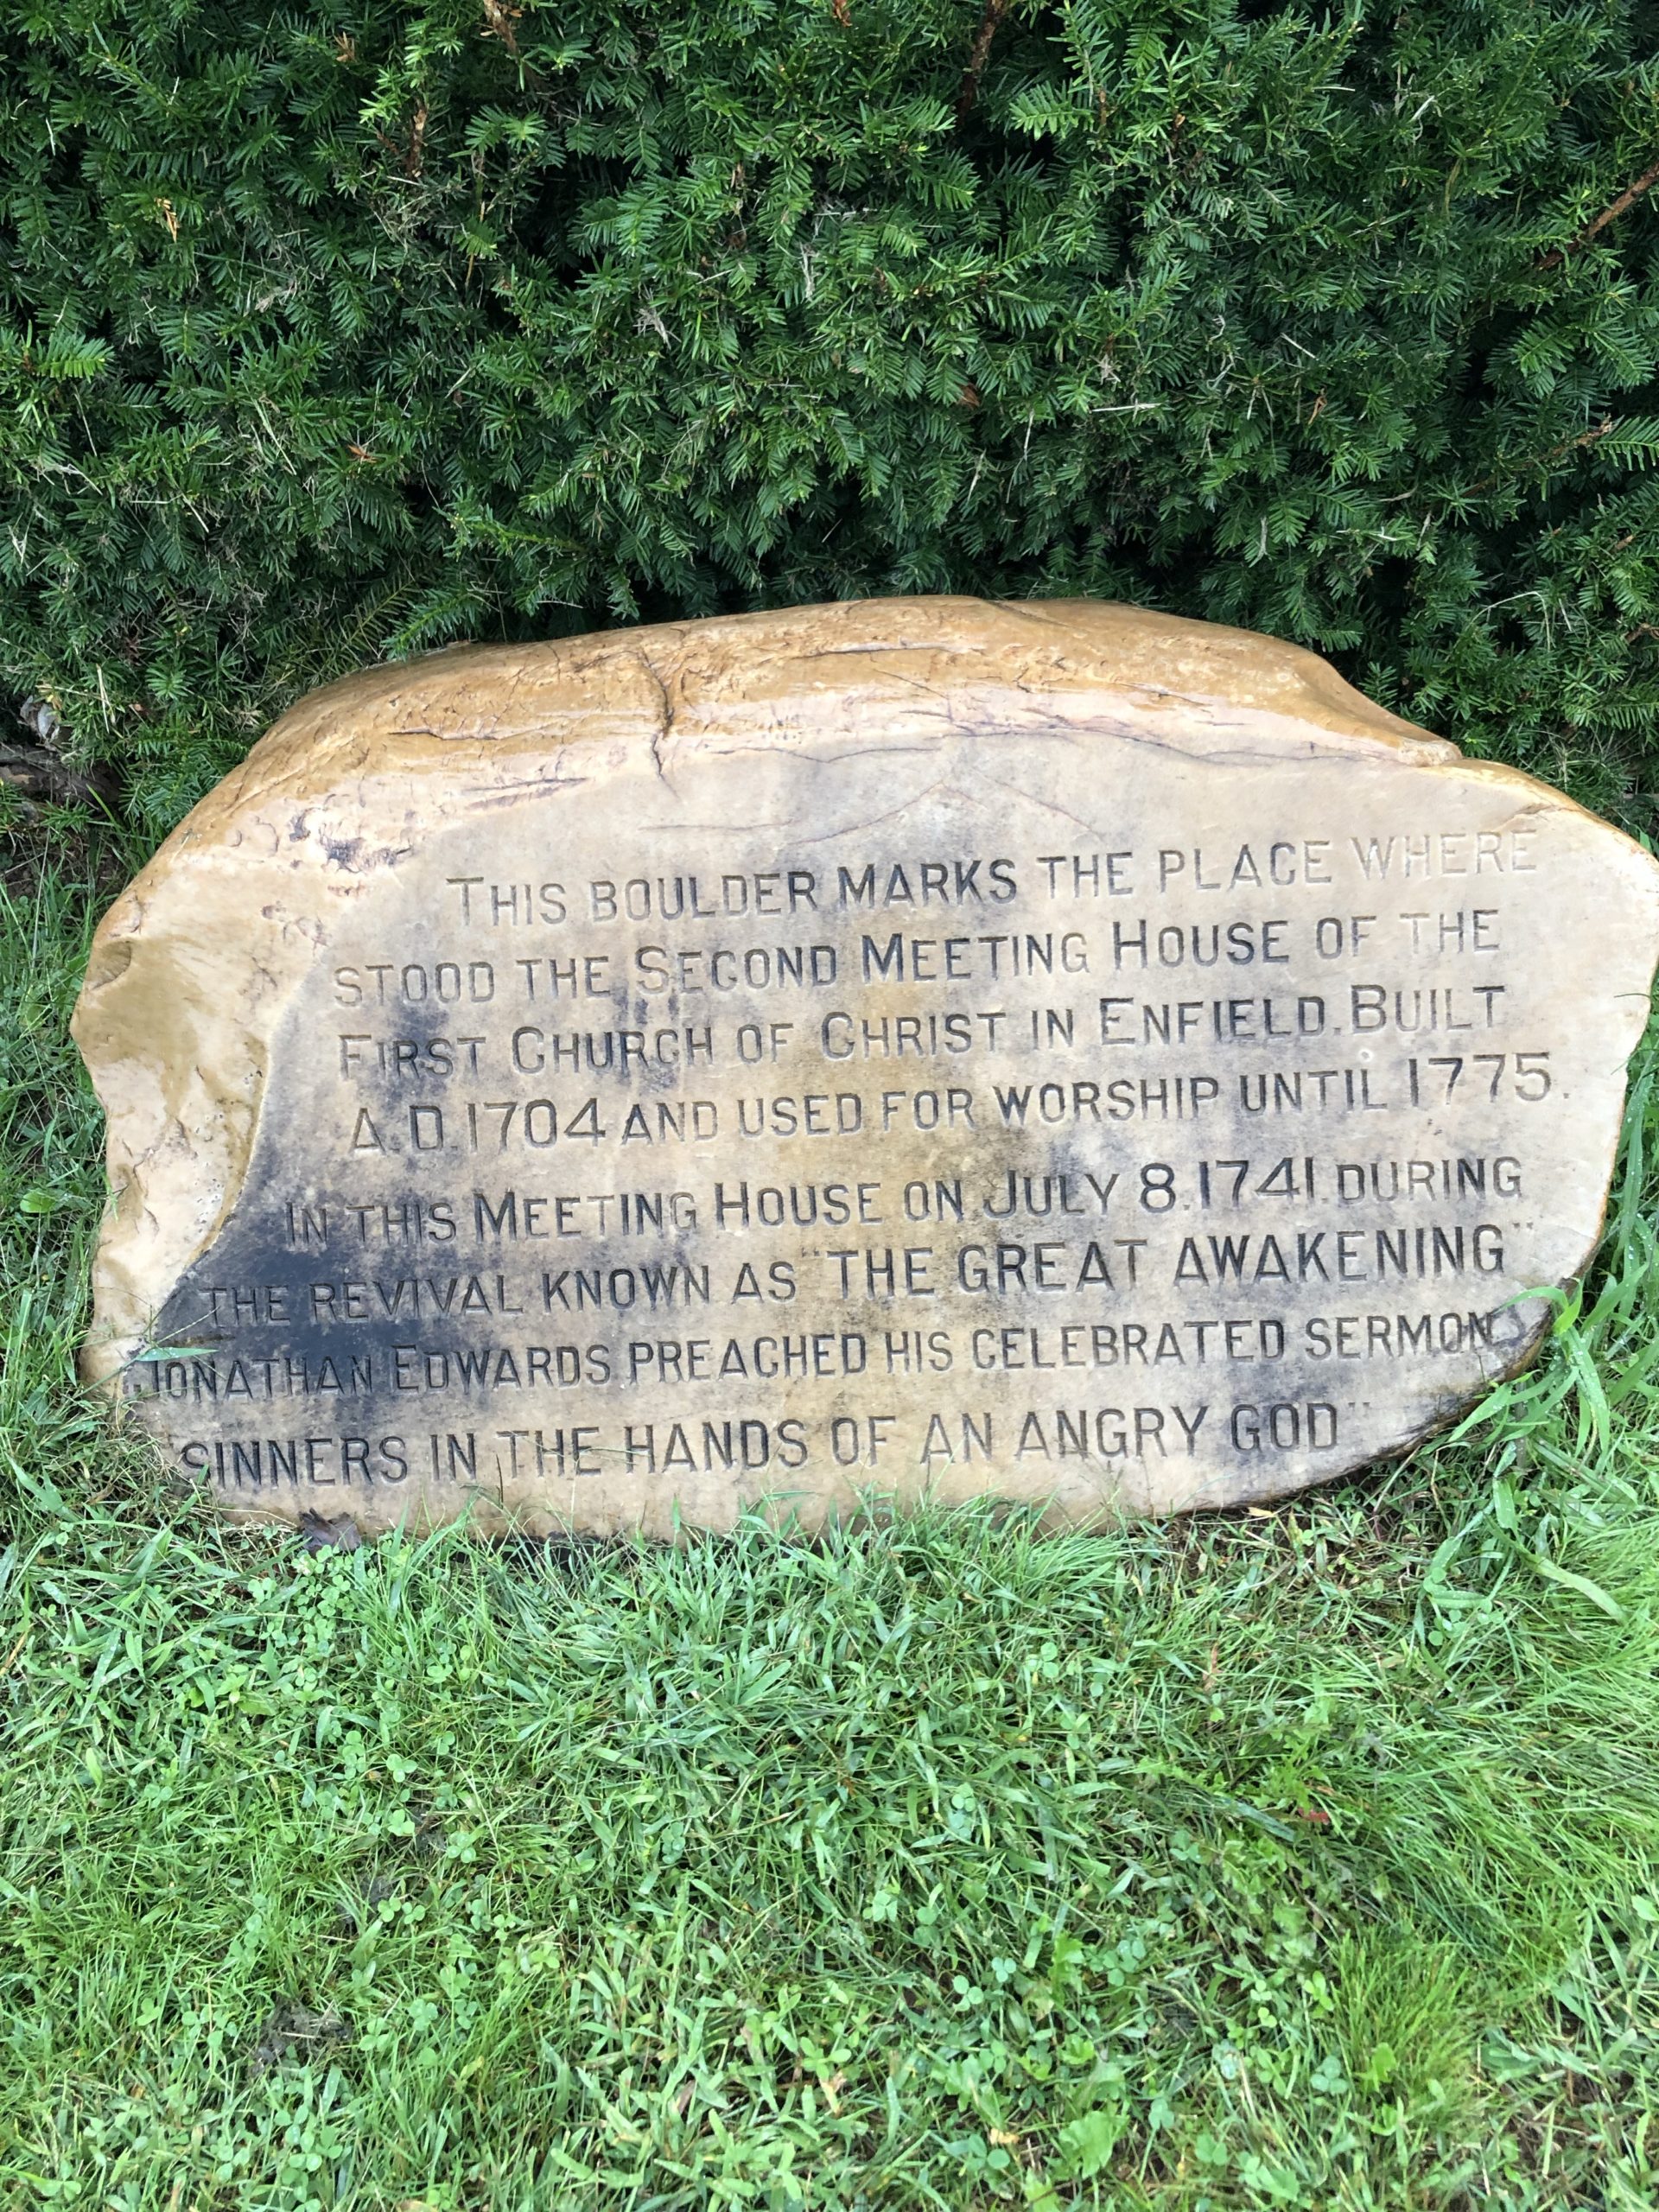 THIS BOULDER MARKS THE PLACE WHERE
STOOD THE SECOND MEETING HOUSE OF THE
FIRST CHURCH OF CHRIST IN ENFIELD. BUILT
A.D. 1704 AND USED FOR WORSHIP UNTIL 1775.
IN THIS MEETING HOUSE ON JULY 8. 1741. DURING
THE REVIVAL KNOWN AS "THE GREAT AWAKENING"
JONATHAN EDWARDS PREACHED HIS CELEBRATED SERMON
"SINNERS IN THE HANDS OF AN ANGRY GOD"